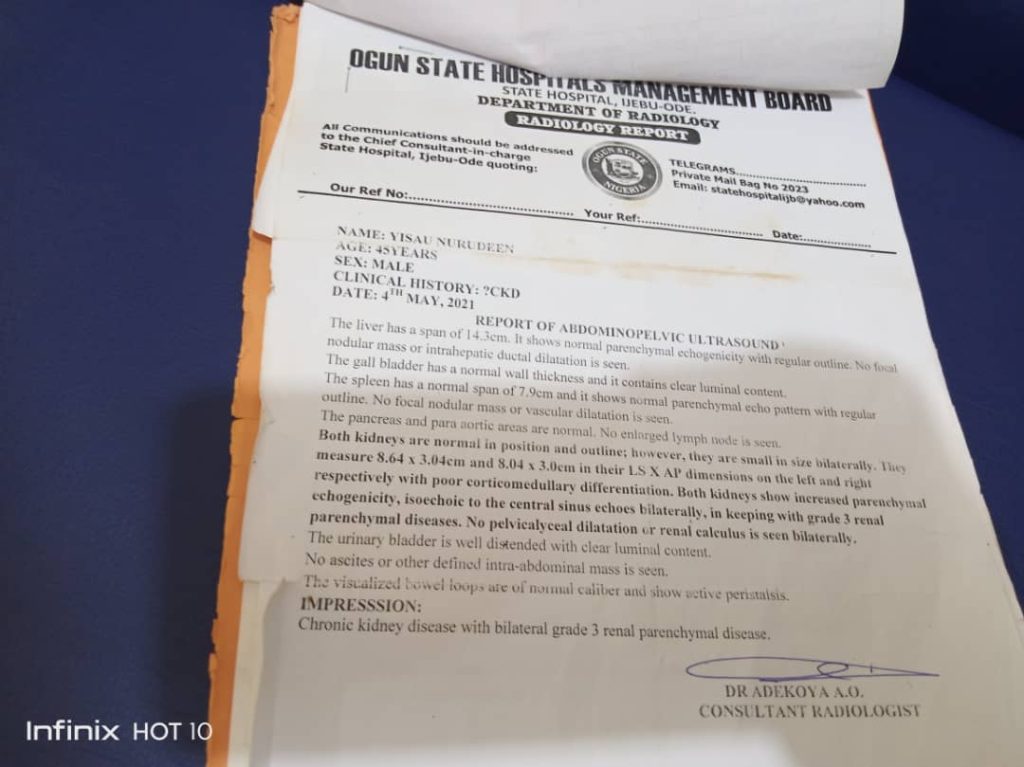 OGUN STATE HOSPITALS MANAGEMENT BOARD
STATE HOSPITAL, IJEBU-ODE.
DEPARTMENT OF RADIOLOGY
RADIOLOGY REPORT
All Communications should be addressed
to the Chief Consultant-in-charge
State Hospital, Ijebu-Ode quoting:
OGUN STATE
NIGERIA
TELEGRAMS................................
Private Mail Bag No 2023
Email: statehospitalijb@yahoo.com
Our Ref No:.......................................... Your Ref:............................... Date:.................
NAME: YISAU NURUDEEN
AGE: 45YEARS
SEX: MALE
CLINICAL HISTORY: ?CKD
DATE: 4TH MAY, 2021
REPORT OF ABDOMINOPELVIC ULTRASOUND
The liver has a span of 14.3cm. It shows normal parenchymal echogenicity with regular outline. No focal
nodular mass or intrahepatic ductal dilatation is seen.
The gall bladder has a normal wall thickness and it contains clear luminal content.
The spleen has a normal span of 7.9cm and it shows normal parenchymal echo pattern with regular
outline. No focal nodular mass or vascular dilatation is seen.
The pancreas and para aortic areas are normal. No enlarged lymph node is seen.
Both kidneys are normal in position and outline; however, they are small in size bilaterally. They
measure 8.64 x 3.04cm and 8.04 x 3.0cm in their LS X AP dimensions on the left and right
respectively with poor corticomedullary differentiation. Both kidneys show increased parenchymal
echogenicity, isoechoic to the central sinus echoes bilaterally, in keeping with grade 3 renal
parenchymal diseases. No pelvicalyceal dilatation or renal calculus is seen bilaterally.
The urinary bladder is well distended with clear luminal content.
No ascites or other defined intra-abdominal mass is seen.
The visualized bowel loops are of normal caliber and show active peristalsis.
IMPRESSSION:
Chronic kidney disease with bilateral grade 3 renal parenchymal disease.
DR ADEKOYA A.O.
CONSULTANT RADIOLOGIST
Infinix HOT 10